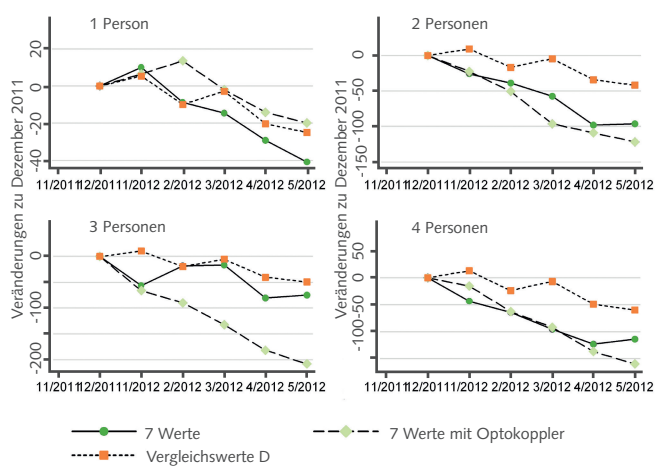 1 Person
Veränderungen zu Dezember 2011
20
0
-20
-40
11/2011 12/2011 11/2012 2/2012 3/2012 4/2012 5/2012
2 Personen
Veränderungen zu Dezember 2011
0
-50
-100
-150
11/2011 12/2011 11/2012 2/2012 3/2012 4/2012 5/2012
3 Personen
0
-100
-200
11/2011 12/2011 11/2012 2/2012 3/2012 4/2012 5/2012
4 Personen
50
0
-50
-100
11/2011 12/2011 11/2012 2/2012 3/2012 4/2012 5/2012
7 Werte
7 Werte mit Optokoppler
Vergleichswerte D